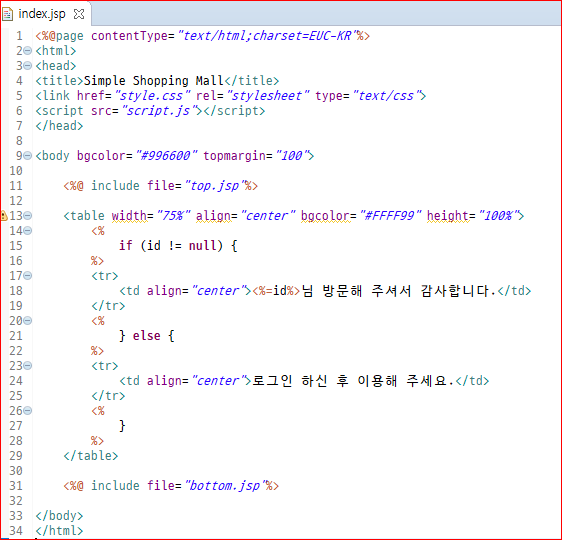 index.jsp
1 <%@page contentType="text/html;charset=EUC-KR"%>
2 <html>
3 <head>
4 <title>Simple Shopping Mall</title>
5 <link href="style.css" rel="stylesheet" type="text/css">
6 <script src="script.js"></script>
7 </head>
8
9 <body bgcolor="#996600" topmargin="100">
10
11     <%@ include file="top.jsp"%>
12
13     <table width="75%" align="center" bgcolor="#FFFF99" height="100%">
14         <%
15             if (id != null) {
16         %>
17         <tr>
18             <td align="center"><%=id%>님 방문해 주셔서 감사합니다.</td>
19         </tr>
20         <%
21             } else {
22         %>
23         <tr>
24             <td align="center">로그인 하신 후 이용해 주세요.</td>
25         </tr>
26         <%
27             }
28         %>
29     </table>
30
31     <%@ include file="bottom.jsp"%>
32
33 </body>
34 </html>